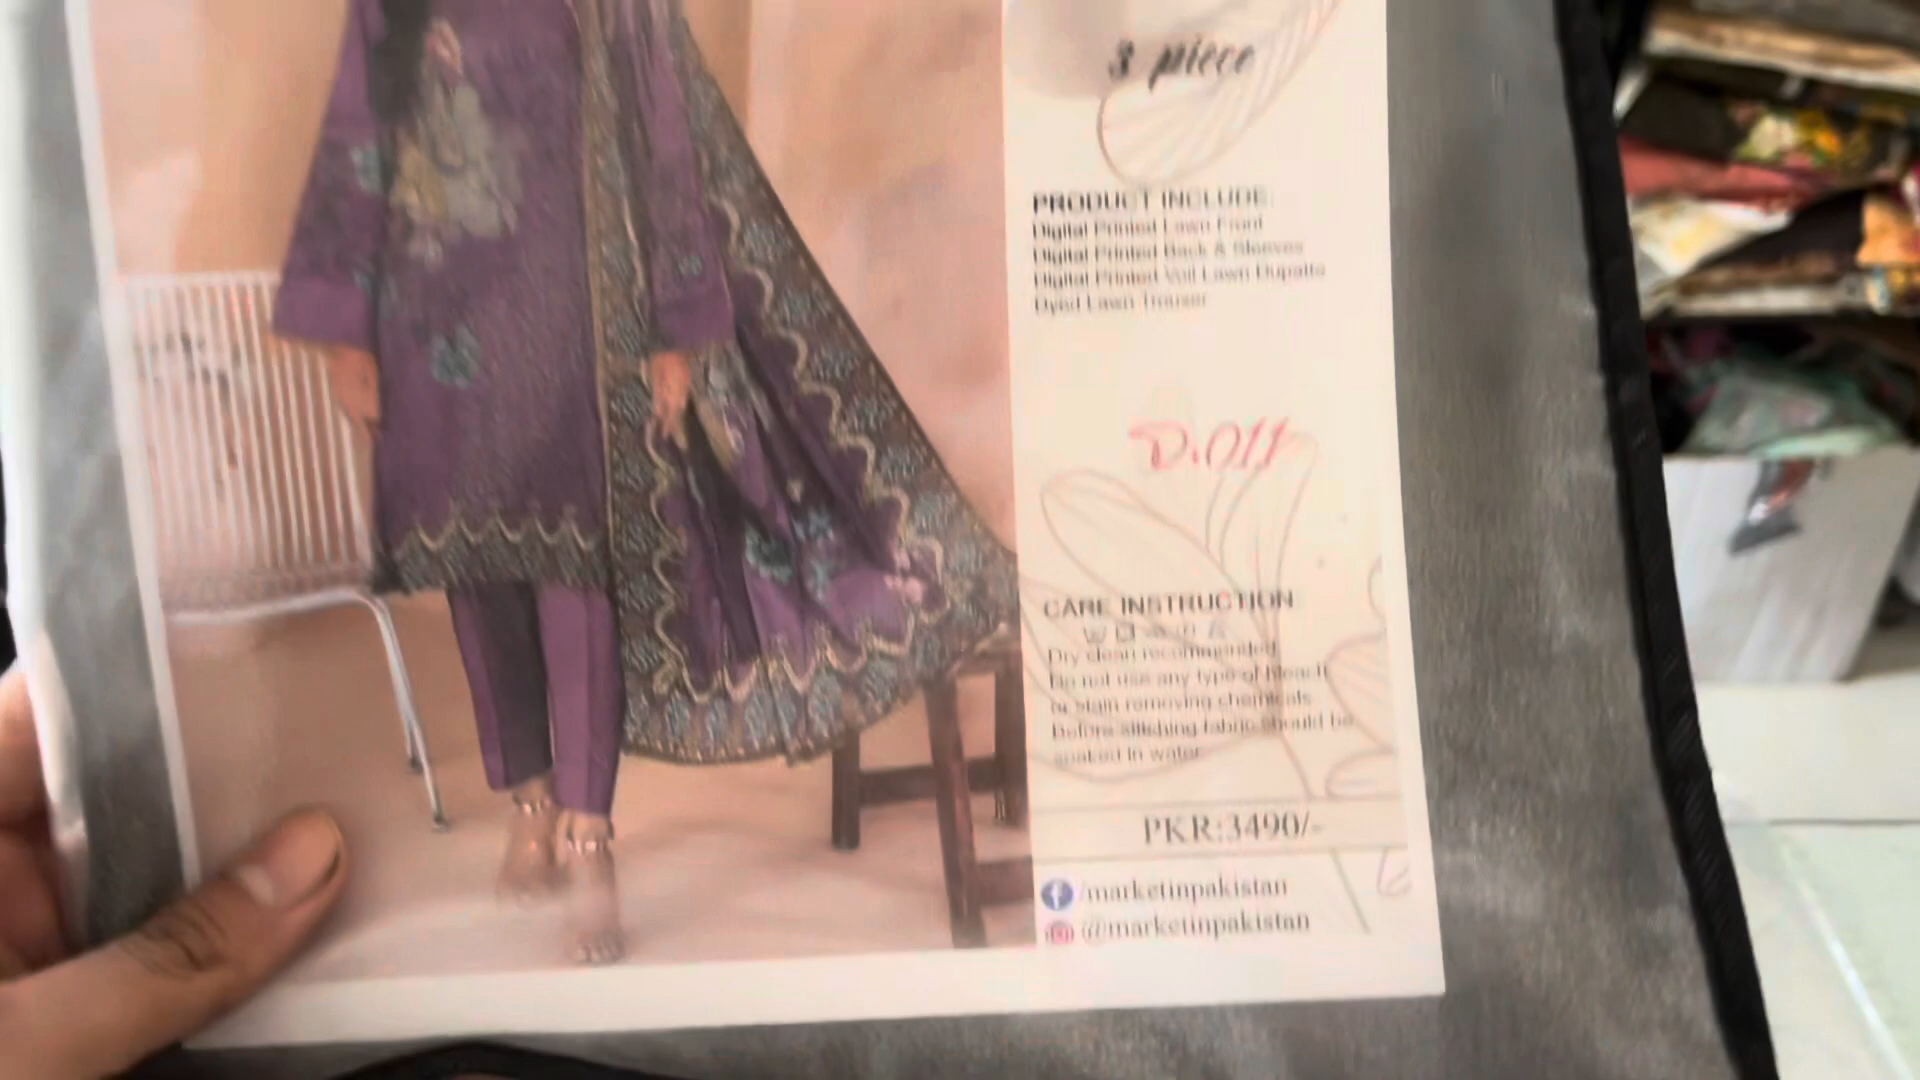 3 piece
PRODUCT INCLUDE:
Digital Printed Lawn Front
Digital Printed Back & Sleeves
Digital Printed Voil Lawn Dupatta
Dyed Lawn Trouser
D.011
CARE INSTRUCTION
Dry clean recommended
Do not use any type of bleach
or stain removing chemicals
Before stitching fabric should be
soaked in water
PKR:3490/-
/marketinpakistan
@marketinpakistan